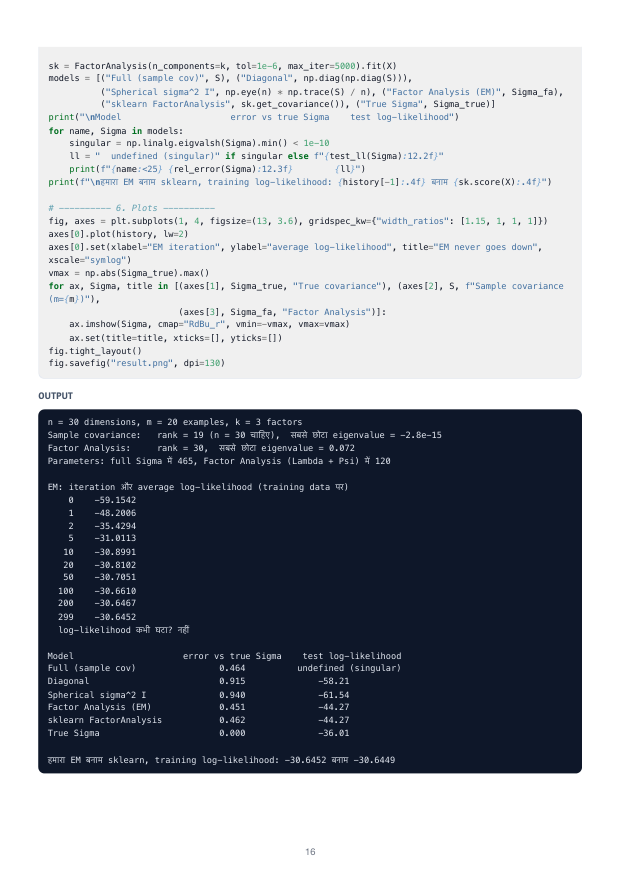 sk = FactorAnalysis(n_components=k, tol=1e-6, max_iter=5000).fit(X)
models = [("Full (sample cov)", S), ("Diagonal", np.diag(np.diag(S))),
          ("Spherical sigma^2 I", np.eye(n) * np.trace(S) / n), ("Factor Analysis (EM)", Sigma_fa),
          ("sklearn FactorAnalysis", sk.get_covariance()), ("True Sigma", Sigma_true)]
print("\nModel                     error vs true Sigma    test log-likelihood")
for name, Sigma in models:
    singular = np.linalg.eigvalsh(Sigma).min() < 1e-10
    ll = "  undefined (singular)" if singular else f"{test_ll(Sigma):12.2f}"
    print(f"{name:<25} {rel_error(Sigma):12.3f}        {ll}")
print(f"\nहमारा EM बनाम sklearn, training log-likelihood: {history[-1]:.4f} बनाम {sk.score(X):.4f}")
# ---------- 6. Plots ----------
fig, axes = plt.subplots(1, 4, figsize=(13, 3.6), gridspec_kw={"width_ratios": [1.15, 1, 1, 1]})
axes[0].plot(history, lw=2)
axes[0].set(xlabel="EM iteration", ylabel="average log-likelihood", title="EM never goes down",
xscale="symlog")
vmax = np.abs(Sigma_true).max()
for ax, Sigma, title in [(axes[1], Sigma_true, "True covariance"), (axes[2], S, f"Sample covariance
(m={m})"),
                         (axes[3], Sigma_fa, "Factor Analysis")]:
    ax.imshow(Sigma, cmap="RdBu_r", vmin=-vmax, vmax=vmax)
    ax.set(title=title, xticks=[], yticks=[])
fig.tight_layout()
fig.savefig("result.png", dpi=130)
OUTPUT
n = 30 dimensions, m = 20 examples, k = 3 factors
Sample covariance:   rank = 19 (n = 30 चाहिए),  सबसे छोटा eigenvalue = -2.8e-15
Factor Analysis:     rank = 30,  सबसे छोटा eigenvalue = 0.072
Parameters: full Sigma में 465, Factor Analysis (Lambda + Psi) में 120
EM: iteration और average log-likelihood (training data पर)
    0    -59.1542
    1    -48.2006
    2    -35.4294
    5    -31.0113
   10    -30.8991
   20    -30.8102
   50    -30.7051
  100    -30.6610
  200    -30.6467
  299    -30.6452
  log-likelihood कभी घटा? नहीं
Model                     error vs true Sigma    test log-likelihood
Full (sample cov)                0.464          undefined (singular)
Diagonal                         0.915              -58.21
Spherical sigma^2 I              0.940              -61.54
Factor Analysis (EM)             0.451              -44.27
sklearn FactorAnalysis           0.462              -44.27
True Sigma                       0.000              -36.01
हमारा EM बनाम sklearn, training log-likelihood: -30.6452 बनाम -30.6449
16